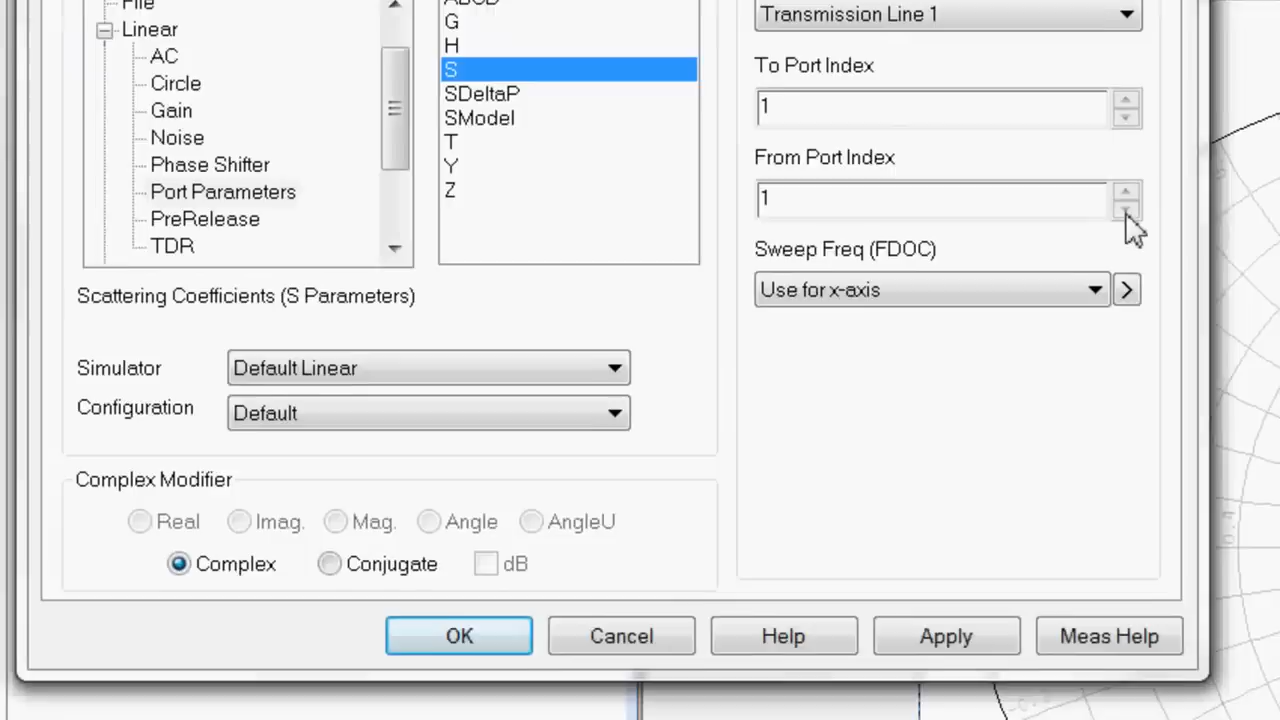 File
Linear
AC
Circle
Gain
Noise
Phase Shifter
Port Parameters
PreRelease
TDR
ABCD
G
H
S
SDeltaP
SModel
T
Y
Z
Scattering Coefficients (S Parameters)
Simulator
Default Linear
Configuration
Default
Complex Modifier
Real Imag. Mag. Angle AngleU
Complex Conjugate dB
Transmission Line 1
To Port Index
1
From Port Index
1
Sweep Freq (FDOC)
Use for x-axis
>
OK Cancel Help Apply Meas Help